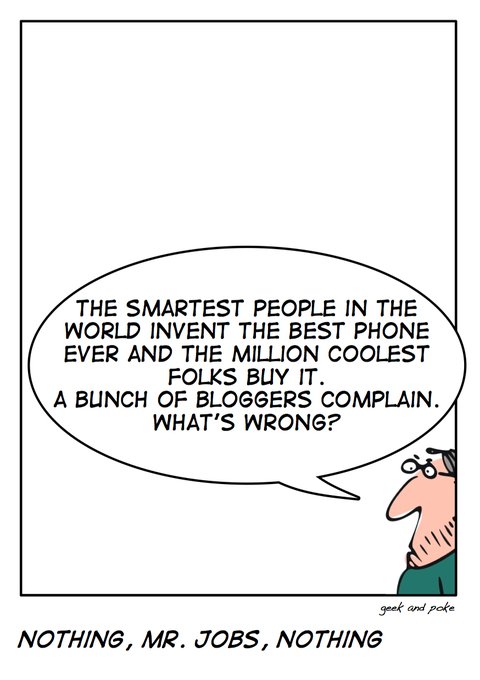 THE SMARTEST PEOPLE IN THE
WORLD INVENT THE BEST PHONE
EVER AND THE MILLION COOLEST
FOLKS BUY IT.
A BUNCH OF BLOGGERS COMPLAIN.
WHAT'S WRONG?
geek and poke
NOTHING, MR. JOBS, NOTHING